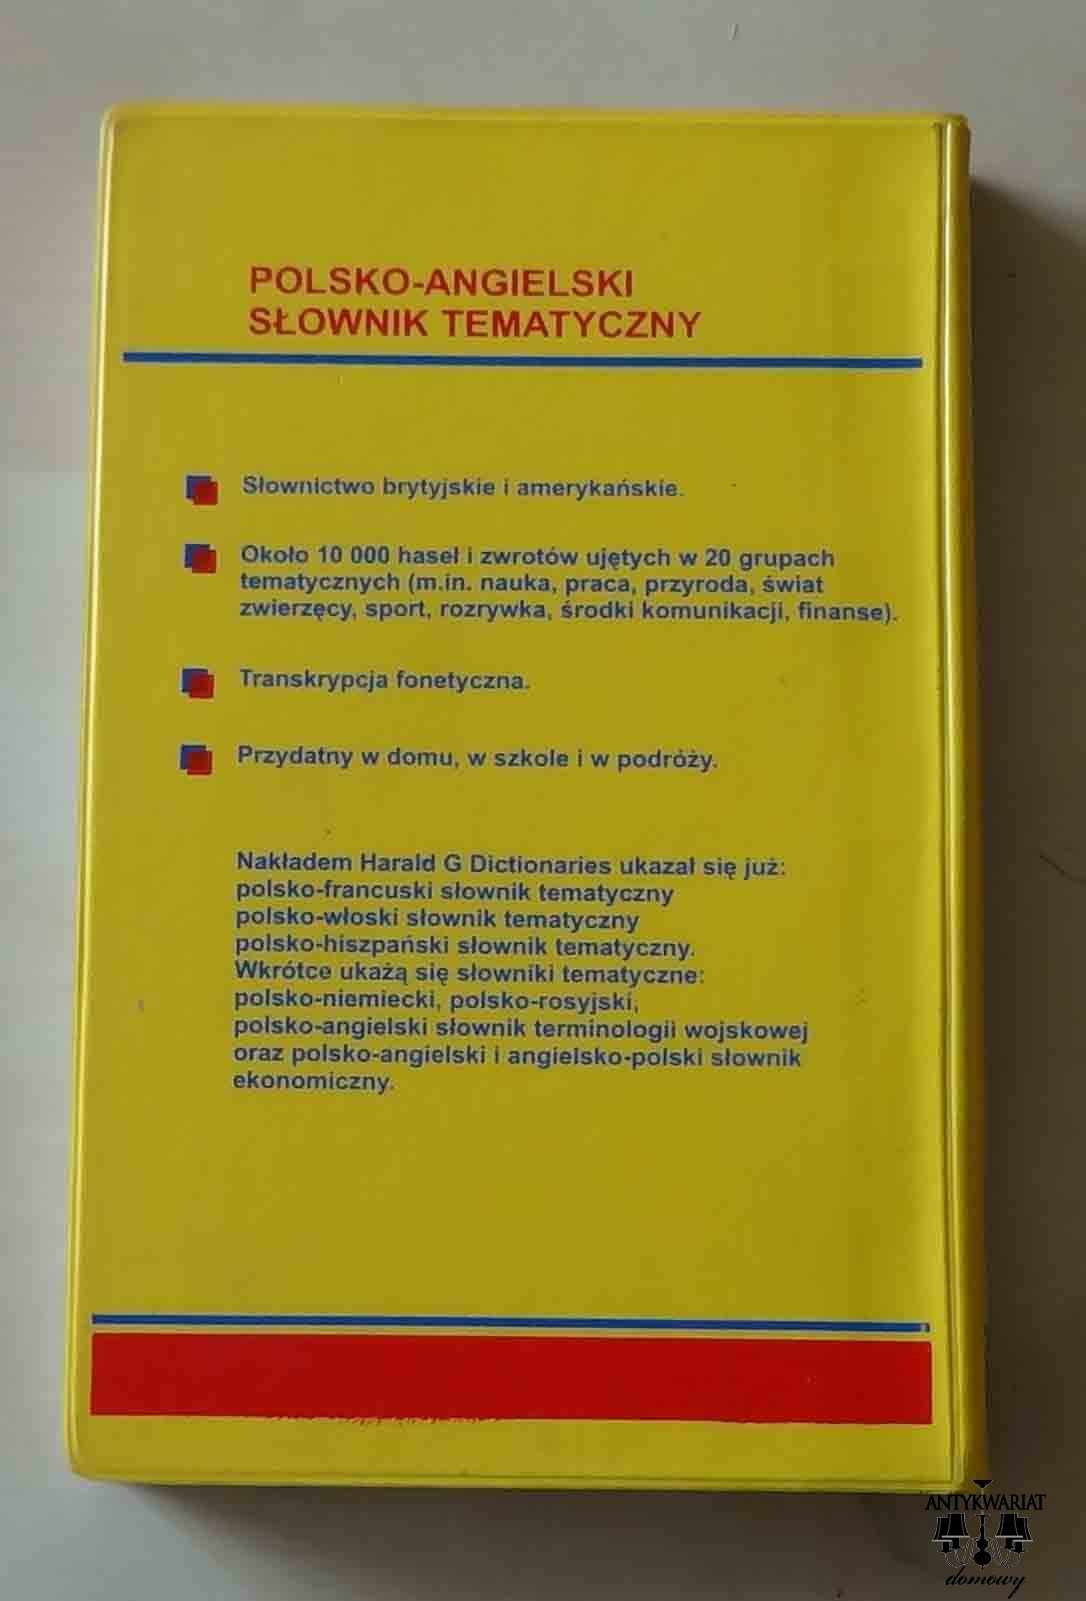 POLSKO-ANGIELSKI
SŁOWNIK TEMATYCZNY
Słownictwo brytyjskie i amerykańskie.
Około 10 000 haseł i zwrotów ujętych w 20 grupach
tematycznych (m.in. nauka, praca, przyroda, świat
zwierzęcy, sport, rozrywka, środki komunikacji, finanse).
Transkrypcja fonetyczna.
Przydatny w domu, w szkole i w podróży.
Nakładem Harald G Dictionaries ukazał się już:
polsko-francuski słownik tematyczny
polsko-włoski słownik tematyczny
polsko-hiszpański słownik tematyczny.
Wkrótce ukażą się słowniki tematyczne:
polsko-niemiecki, polsko-rosyjski,
polsko-angielski słownik terminologii wojskowej
oraz polsko-angielski i angielsko-polski słownik
ekonomiczny.
ANTYKWARIAT
domowy